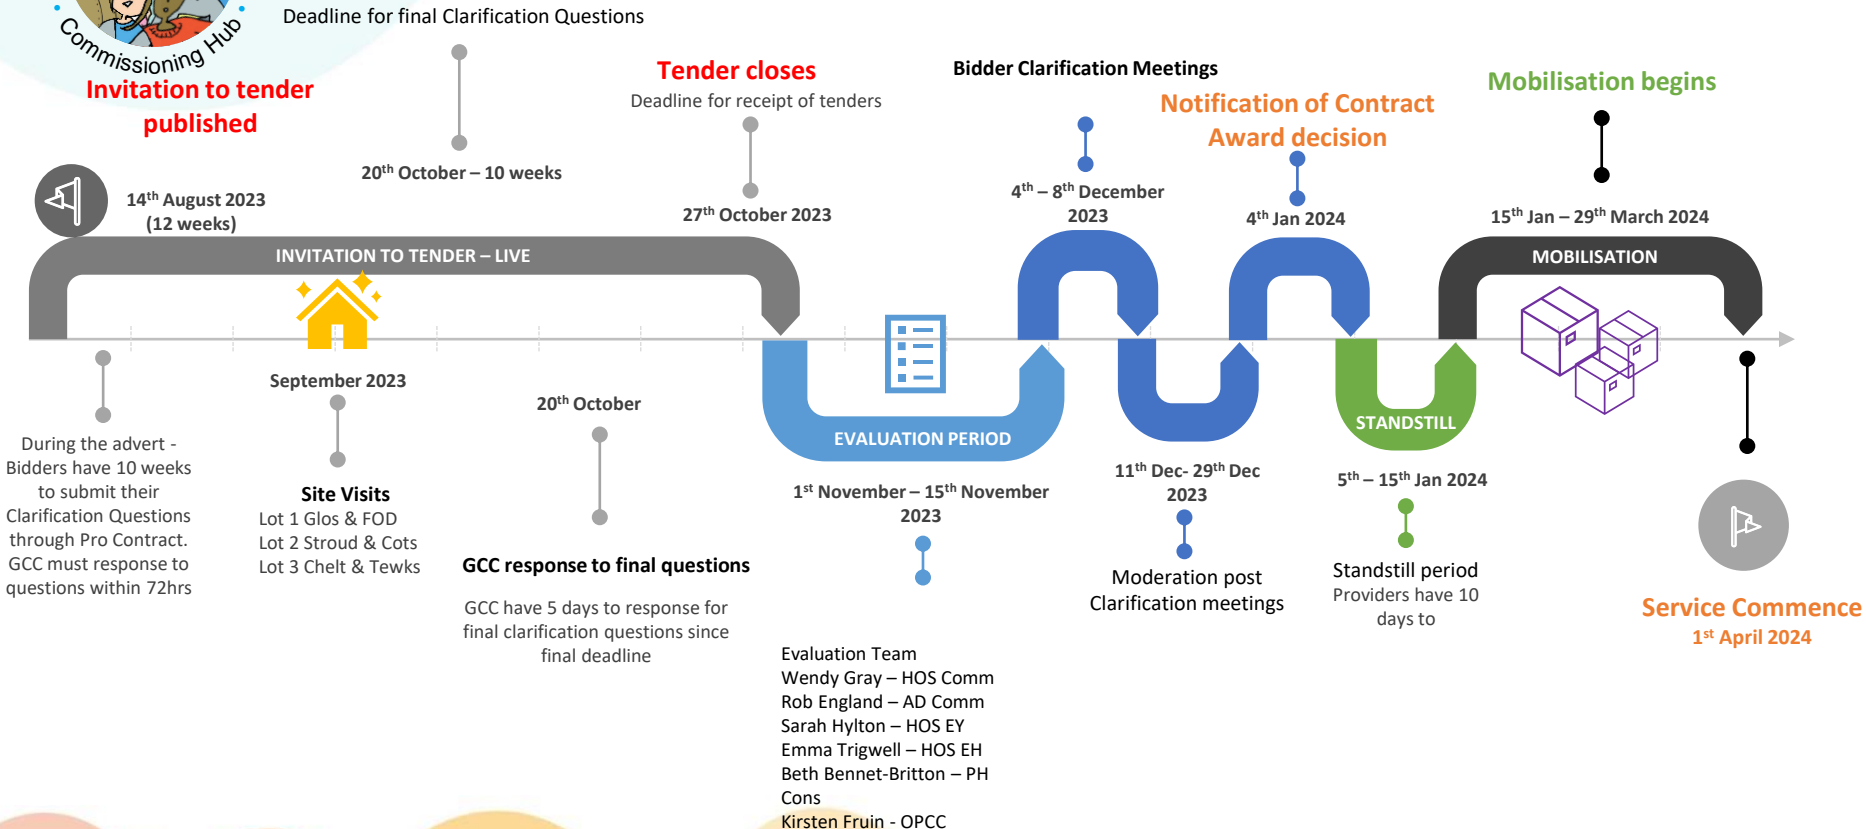 Commissioning Hub
Deadline for final Clarification Questions
Invitation to tender
published
Tender closes
Deadline for receipt of tenders
Bidder Clarification Meetings
Notification of Contract
Award decision
Mobilisation begins
14th August 2023
(12 weeks)
20th October – 10 weeks
27th October 2023
4th – 8th December
2023
4th Jan 2024
15th Jan – 29th March 2024
INVITATION TO TENDER – LIVE
MOBILISATION
EVALUATION PERIOD
STANDSTILL
During the advert -
Bidders have 10 weeks
to submit their
Clarification Questions
through Pro Contract.
GCC must response to
questions within 72hrs
September 2023
Site Visits
Lot 1 Glos & FOD
Lot 2 Stroud & Cots
Lot 3 Chelt & Tewks
20th October
GCC response to final questions
GCC have 5 days to response for
final clarification questions since
final deadline
1st November – 15th November
2023
Evaluation Team
Wendy Gray – HOS Comm
Rob England – AD Comm
Sarah Hylton – HOS EY
Emma Trigwell – HOS EH
Beth Bennet-Britton – PH
Cons
Kirsten Fruin - OPCC
11th Dec- 29th Dec
2023
Moderation post
Clarification meetings
5th – 15th Jan 2024
Standstill period
Providers have 10
days to
Service Commence
1st April 2024